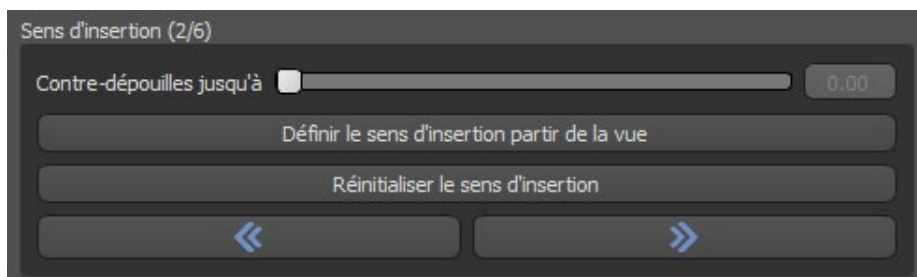 Sens d'insertion (2/6)
Contre-dépouilles jusqu'à 0.00
Définir le sens d'insertion partir de la vue
Réinitialiser le sens d'insertion